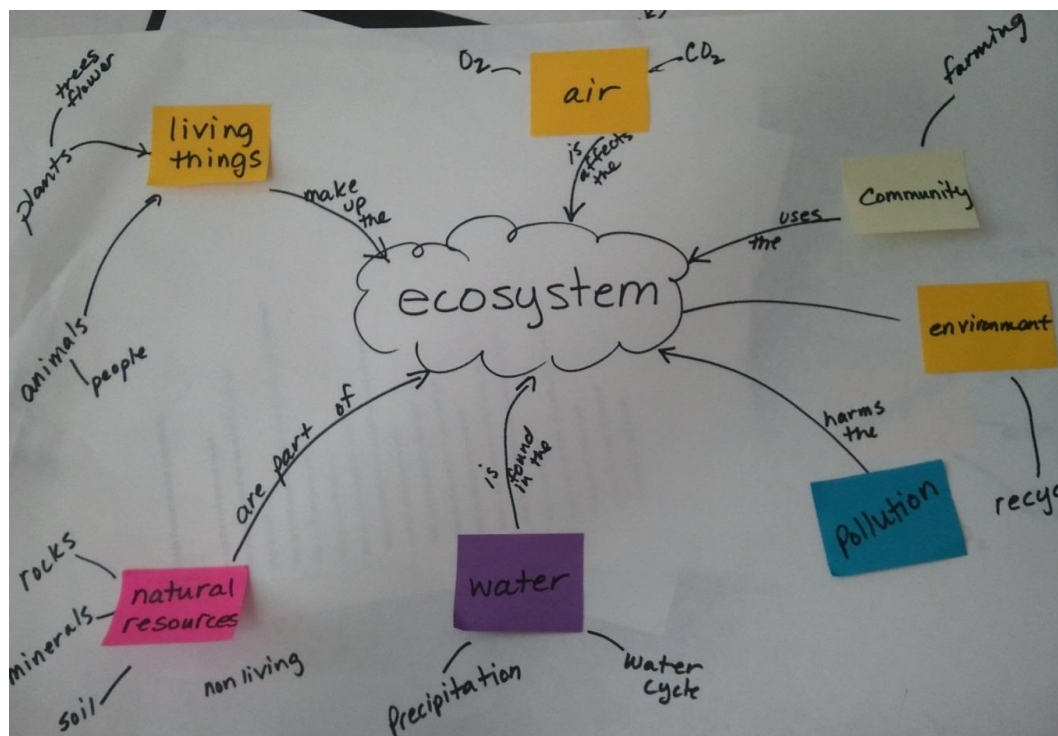 O2
air
CO2
is
affects
the
farming
trees
flower
plants
living
things
make
up
the
Community
uses
the
ecosystem
environmant
animals
people
are part of
is
found
in the
harms
the
pollution
recyc
rocks
minerals
soil
natural
resources
non living
water
precipitation
water
cycle